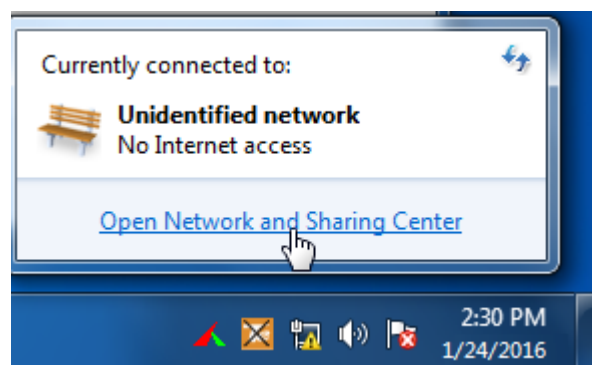 Currently connected to:
Unidentified network
No Internet access
Open Network and Sharing Center
2:30 PM
1/24/2016